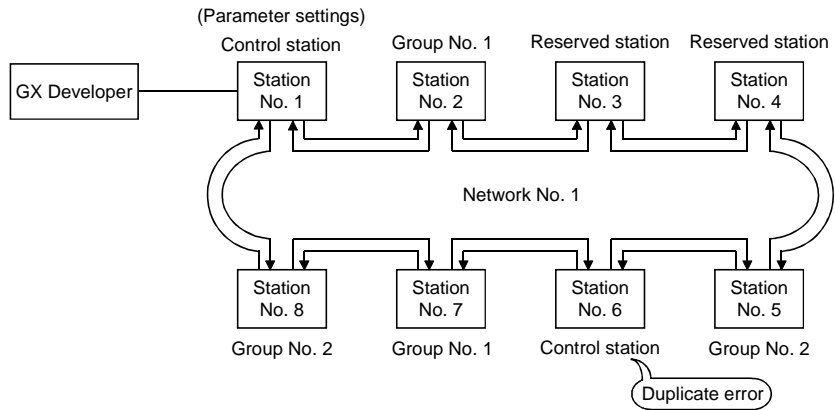 (Parameter settings)
Control station
Group No. 1
Reserved station
Reserved station
GX Developer
Station
No. 1
Station
No. 2
Station
No. 3
Station
No. 4
Network No. 1
Station
No. 8
Station
No. 7
Station
No. 6
Station
No. 5
Group No. 2
Group No. 1
Control station
Group No. 2
Duplicate error